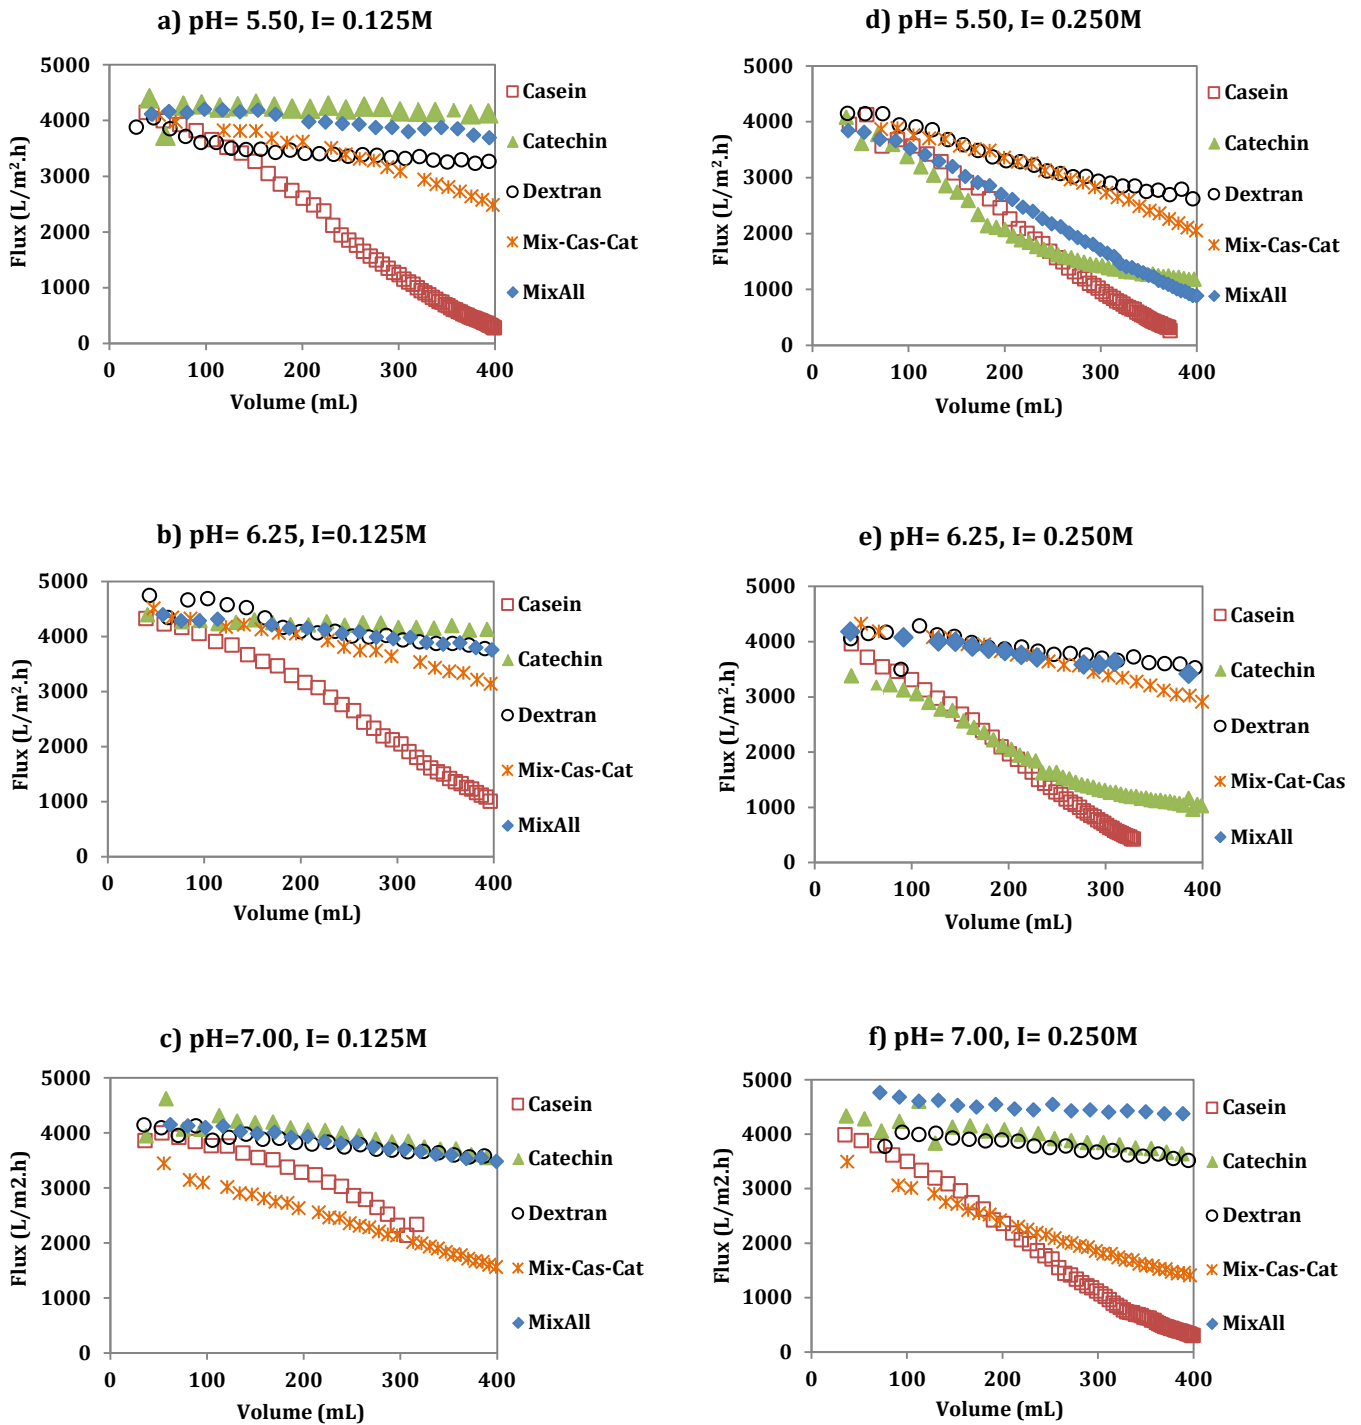 a) pH= 5.50, I= 0.125M
Flux (L/m².h)
5000
4000
3000
2000
1000
0
0 100 200 300 400
Volume (mL)
Casein
Catechin
Dextran
Mix-Cas-Cat
MixAll
d) pH= 5.50, I= 0.250M
Flux (L/m².h)
5000
4000
3000
2000
1000
0
0 100 200 300 400
Volume (mL)
Casein
Catechin
Dextran
Mix-Cas-Cat
MixAll
b) pH= 6.25, I=0.125M
Flux (L/m².h)
5000
4000
3000
2000
1000
0
0 100 200 300 400
Volume (mL)
Casein
Catechin
Dextran
Mix-Cas-Cat
MixAll
e) pH= 6.25, I= 0.250M
Flux (L/m².h)
5000
4000
3000
2000
1000
0
0 100 200 300 400
Volume (mL)
Casein
Catechin
Dextran
Mix-Cat-Cas
MixAll
c) pH=7.00, I= 0.125M
Flux (L/m2.h)
5000
4000
3000
2000
1000
0
0 100 200 300 400
Volume (mL)
Casein
Catechin
Dextran
Mix-Cas-Cat
MixAll
f) pH= 7.00, I= 0.250M
Flux (L/m2.h)
5000
4000
3000
2000
1000
0
0 100 200 300 400
Volume (mL)
Casein
Catechin
Dextran
Mix-Cas-Cat
MixAll